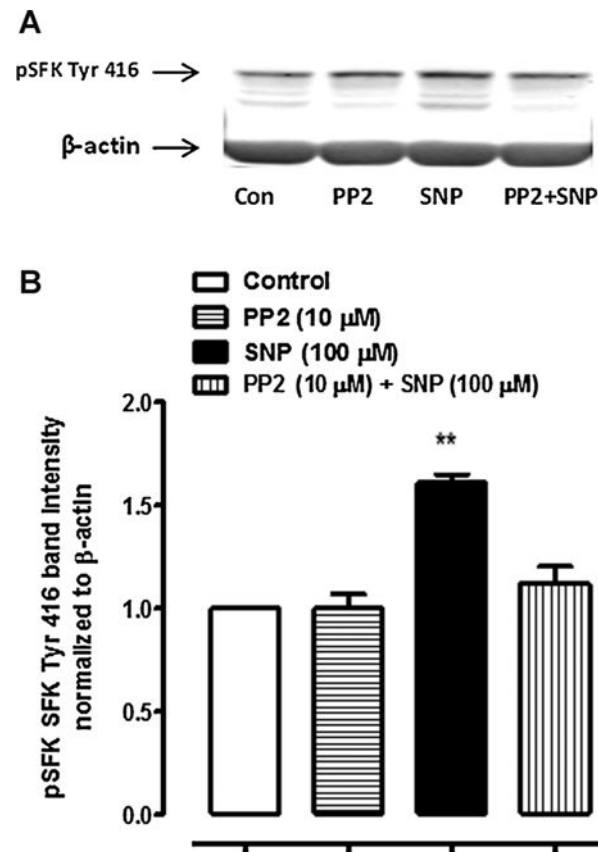 A
pSFK Tyr 416
β-actin
Con PP2 SNP PP2+SNP
B
Control
PP2 (10 μM)
SNP (100 μM)
PP2 (10 μM) + SNP (100 μM)
pSFK SFK Tyr 416 band Intensity
normalized to β-actin
2.0
**
1.5
1.0
0.5
0.0